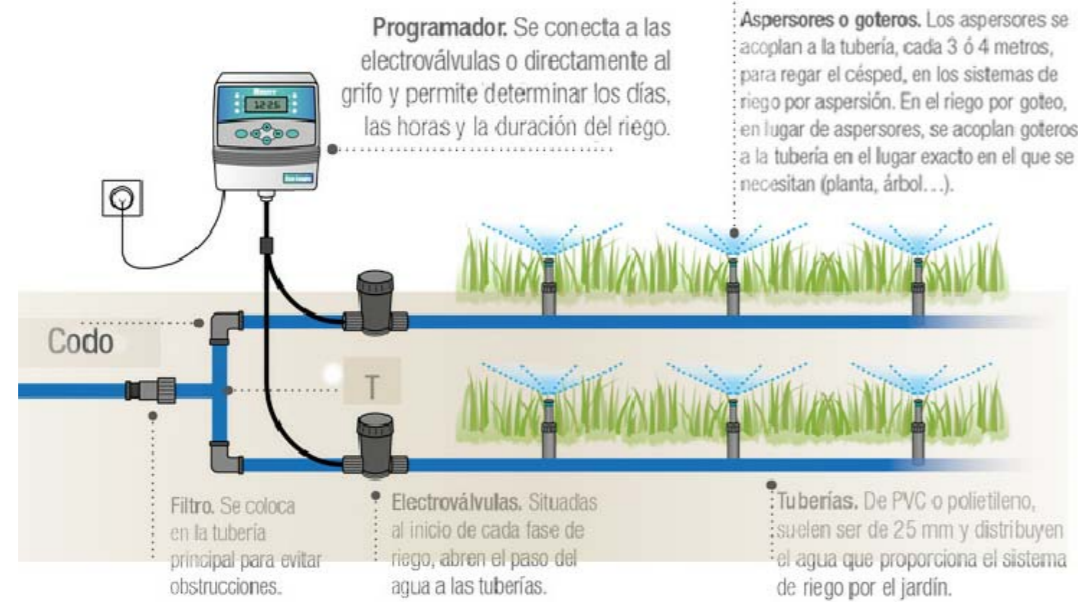 Programador. Se conecta a las
electroválvulas o directamente al
grifo y permite determinar los días,
las horas y la duración del riego.
Aspersores o goteros. Los aspersores se
acoplan a la tubería, cada 3 ó 4 metros,
para regar el césped, en los sistemas de
riego por aspersión. En el riego por goteo,
en lugar de aspersores, se acoplan goteros
a la tubería en el lugar exacto en el que se
necesitan (planta, árbol…).
12:25
Codo
T
Filtro. Se coloca
en la tubería
principal para evitar
obstrucciones.
Electroválvulas. Situadas
al inicio de cada fase de
riego, abren el paso del
agua a las tuberías.
Tuberías. De PVC o polietileno,
suelen ser de 25 mm y distribuyen
el agua que proporciona el sistema
de riego por el jardín.